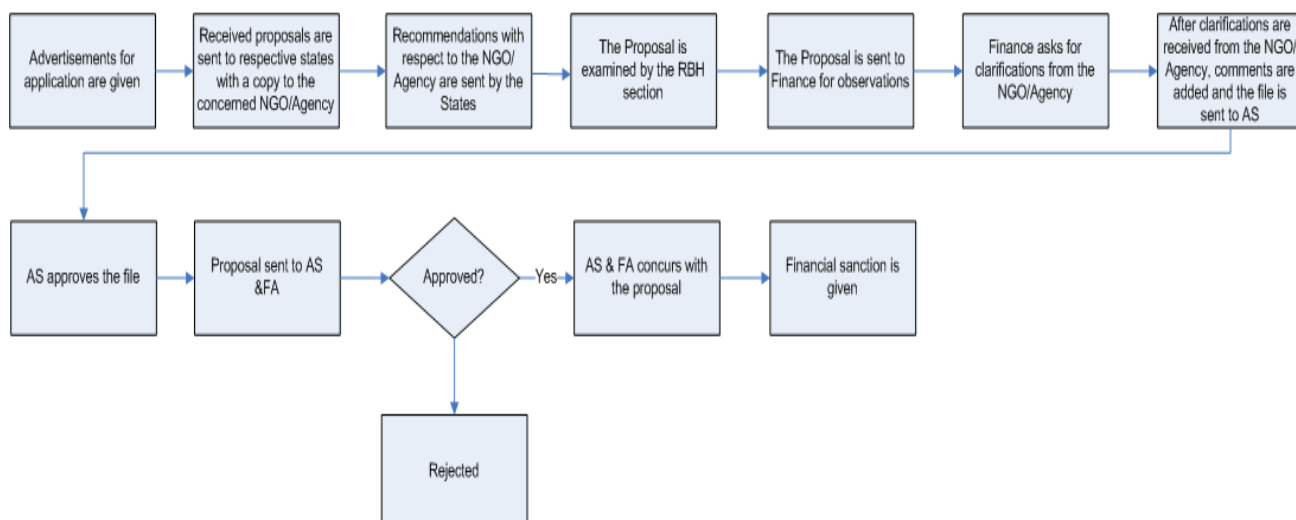 Advertisements for
application are given
Received proposals are
sent to respective states
with a copy to the
concerned NGO/Agency
Recommendations with
respect to the NGO/
Agency are sent by the
States
The Proposal is
examined by the RBH
section
The Proposal is sent to
Finance for observations
Finance asks for
clarifications from the
NGO/Agency
After clarifications are
received from the NGO/
Agency, comments are
added and the file is
sent to AS
AS approves the file
Proposal sent to AS
&FA
Approved?
Yes
AS & FA concurs with
the proposal
Financial sanction is
given
Rejected